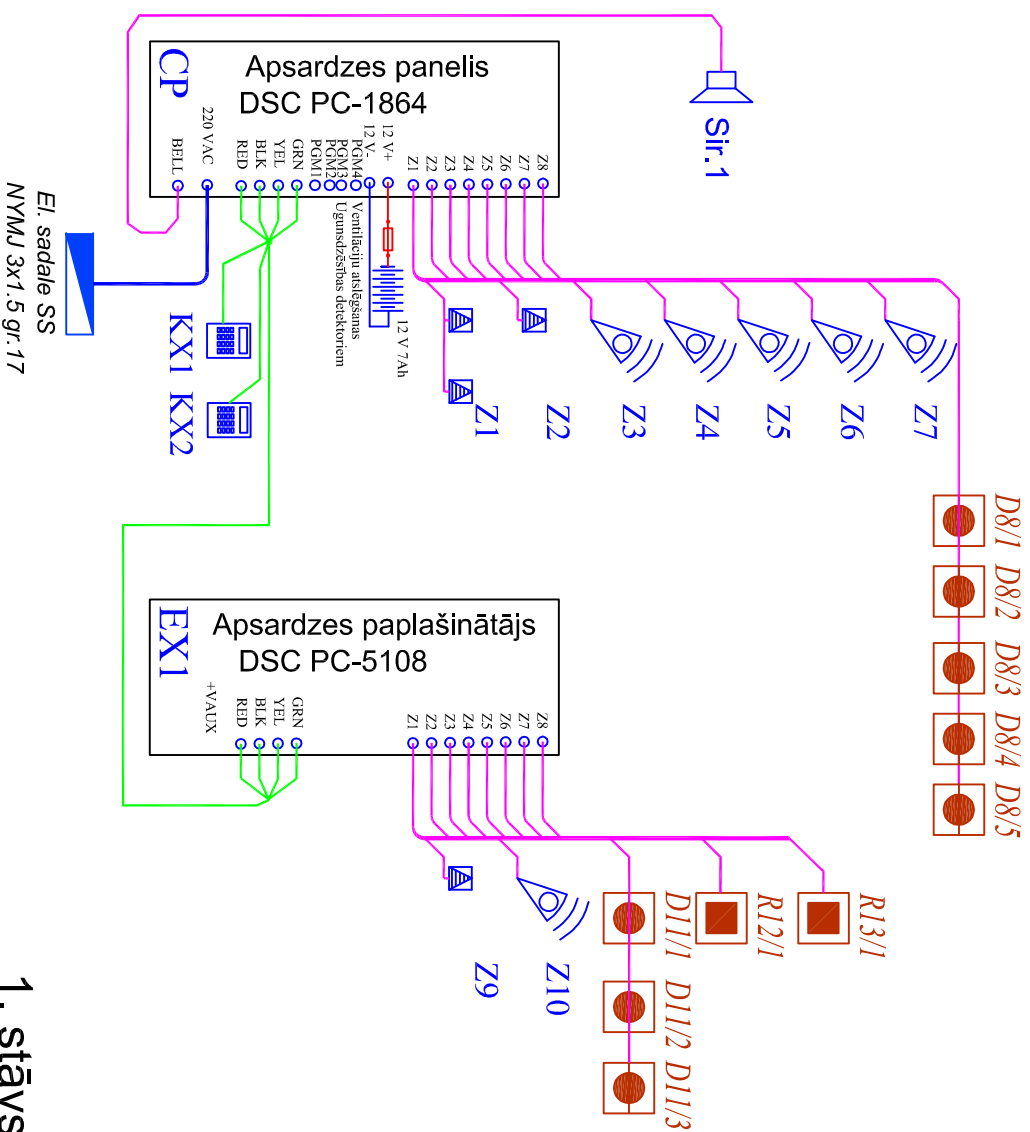 Apsardzes panelis
DSC PC-1864
CP
BELL
220 VAC
RED
BLK
YEL
GRN
PGM1
PGM2
PGM3
PGM4
12 V-
12 V+
Z1
Z2
Z3
Z4
Z5
Z6
Z7
Z8
Sir.1
Ventilāciju atslēgšanas
Ugunsdzēsības detektoriem
12 V 7Ah
El. sadale SS
NYMJ 3x1.5 gr.17
KX1
KX2
Z1
Z2
Z3
Z4
Z5
Z6
Z7
D8/1
D8/2
D8/3
D8/4
D8/5
Apsardzes paplašinātājs
DSC PC-5108
EX1
+VAUX
RED
BLK
YEL
GRN
Z1
Z2
Z3
Z4
Z5
Z6
Z7
Z8
Z9
Z10
D11/1
D11/2
D11/3
R12/1
R13/1
1. stāvs